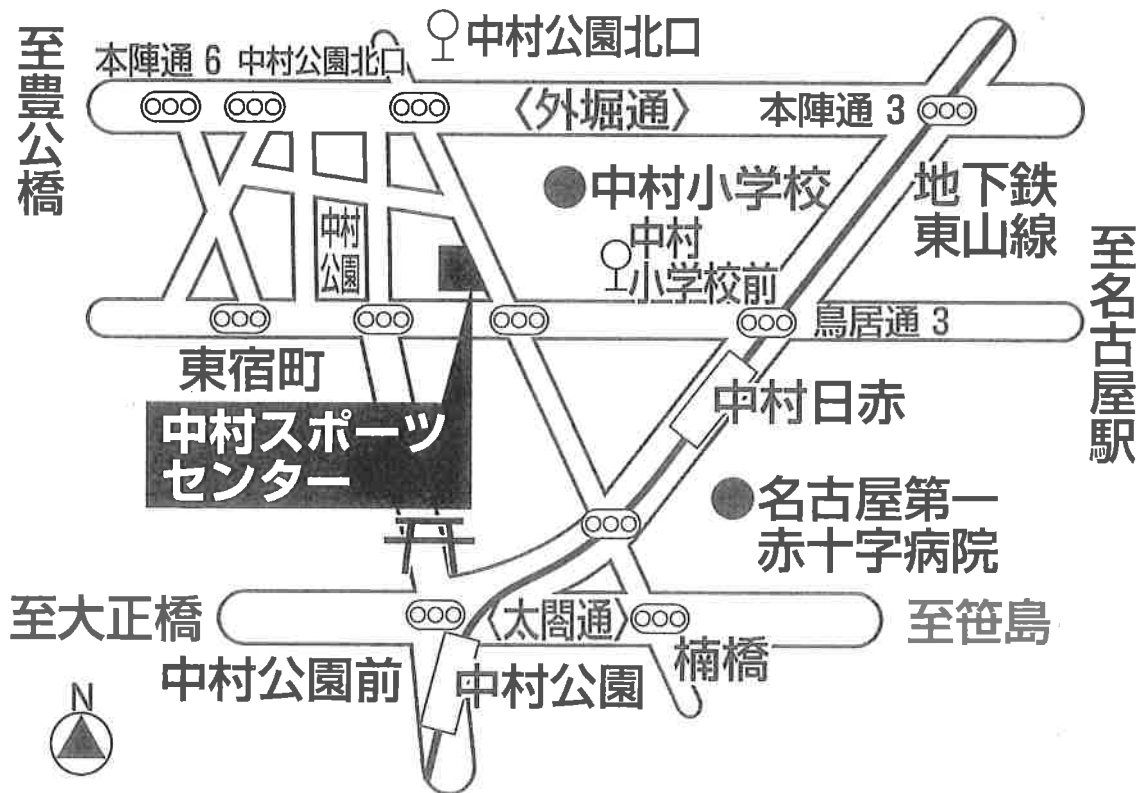 中村公園北口
至豊公橋
本陣通 6
中村公園北口
〈外堀通〉
本陣通 3
中村小学校
地下鉄
東山線
中村
公園
中村
小学校前
至名古屋駅
鳥居通 3
東宿町
中村日赤
中村スポーツ
センター
名古屋第一
赤十字病院
至大正橋
〈太閤通〉
至笹島
楠橋
中村公園前
中村公園
N